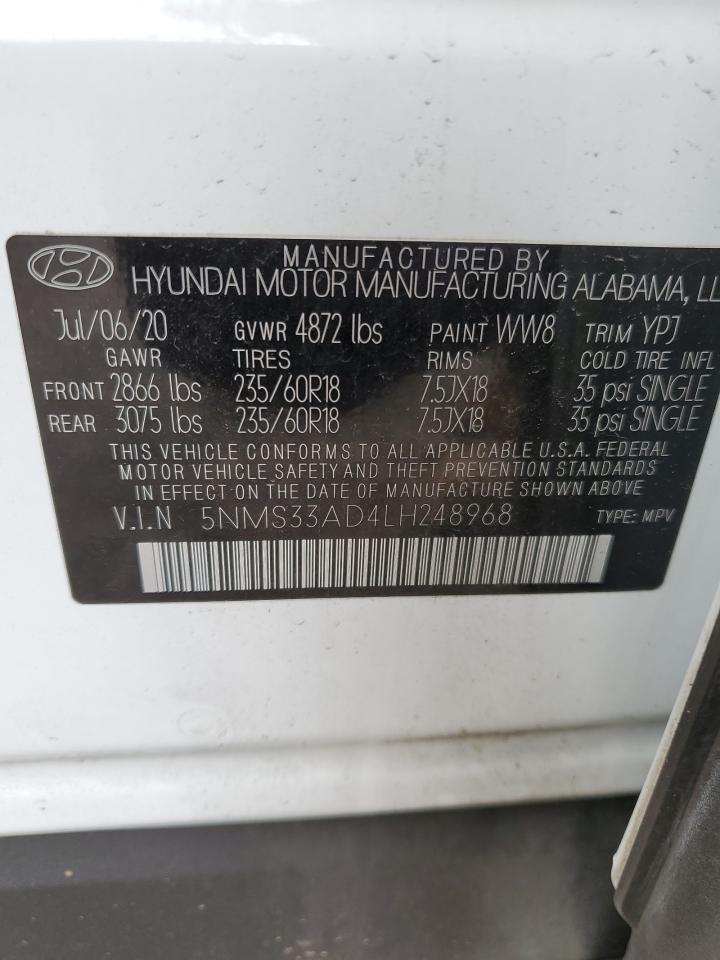 MANUFACTURED BY
HYUNDAI MOTOR MANUFACTURING ALABAMA, LL
Jul/06/20 GVWR 4872 lbs PAINT WW8 TRIM YPJ
GAWR TIRES RIMS COLD TIRE INFL
FRONT 2866 lbs 235/60R18 7.5JX18 35 psi SINGLE
REAR 3075 lbs 235/60R18 7.5JX18 35 psi SINGLE
THIS VEHICLE CONFORMS TO ALL APPLICABLE U.S.A. FEDERAL
MOTOR VEHICLE SAFETY AND THEFT PREVENTION STANDARDS
IN EFFECT ON THE DATE OF MANUFACTURE SHOWN ABOVE
V.I.N 5NMS33AD4LH248968 TYPE: MPV